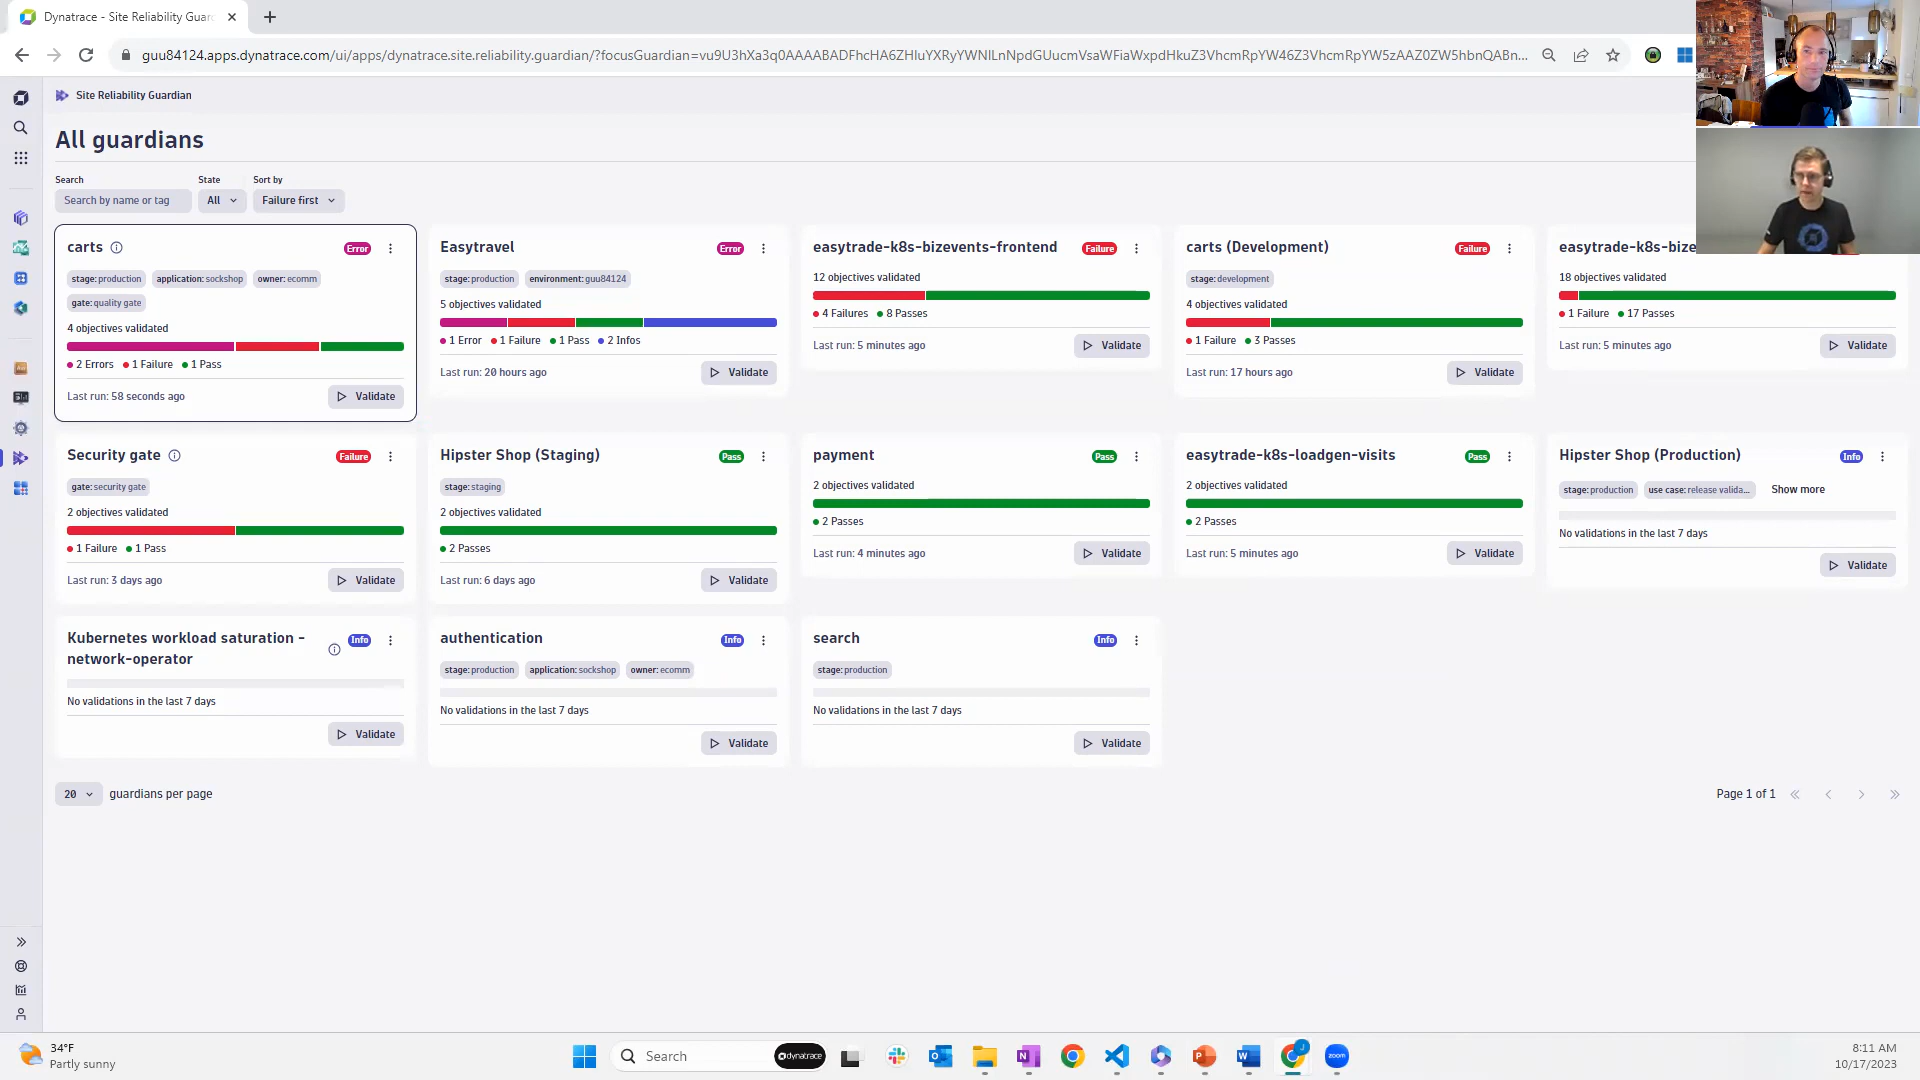 Dynatrace - Site Reliability Guar
guu84124.apps.dynatrace.com/ui/apps/dynatrace.site.reliability.guardian/?focusGuardian=vu9U3hXa3q0AAAABADFhcHA6ZHluYXRyYWNlLnNpdGUucmVsaWFiaWxpdHkuZ3VhcmRpYW46Z3VhcmRpYW5zAAZ0ZW5hbnQABn...
Site Reliability Guardian
All guardians
Search State Sort by
Search by name or tag All Failure first
carts Error
stage: production application: sockshop owner: ecomm
gate: quality gate
4 objectives validated
2 Errors 1 Failure 1 Pass
Last run: 58 seconds ago Validate
Easytravel Error
stage: production environment: guu84124
5 objectives validated
1 Error 1 Failure 1 Pass 2 Infos
Last run: 20 hours ago Validate
easytrade-k8s-bizevents-frontend Failure
12 objectives validated
4 Failures 8 Passes
Last run: 5 minutes ago Validate
carts (Development) Failure
stage: development
4 objectives validated
1 Failure 3 Passes
Last run: 17 hours ago Validate
easytrade-k8s-bize
18 objectives validated
1 Failure 17 Passes
Last run: 5 minutes ago Validate
Security gate Failure
gate: security gate
2 objectives validated
1 Failure 1 Pass
Last run: 3 days ago Validate
Hipster Shop (Staging) Pass
stage: staging
2 objectives validated
2 Passes
Last run: 6 days ago Validate
payment Pass
2 objectives validated
2 Passes
Last run: 4 minutes ago Validate
easytrade-k8s-loadgen-visits Pass
2 objectives validated
2 Passes
Last run: 5 minutes ago Validate
Hipster Shop (Production) Info
stage: production use case: release valida... Show more
No validations in the last 7 days
Validate
Kubernetes workload saturation - Info
network-operator
No validations in the last 7 days
Validate
authentication Info
stage: production application: sockshop owner: ecomm
No validations in the last 7 days
Validate
search Info
stage: production
No validations in the last 7 days
Validate
20 guardians per page
Page 1 of 1
34°F
Partly sunny
Search dynatrace
zoom
8:11 AM
10/17/2023